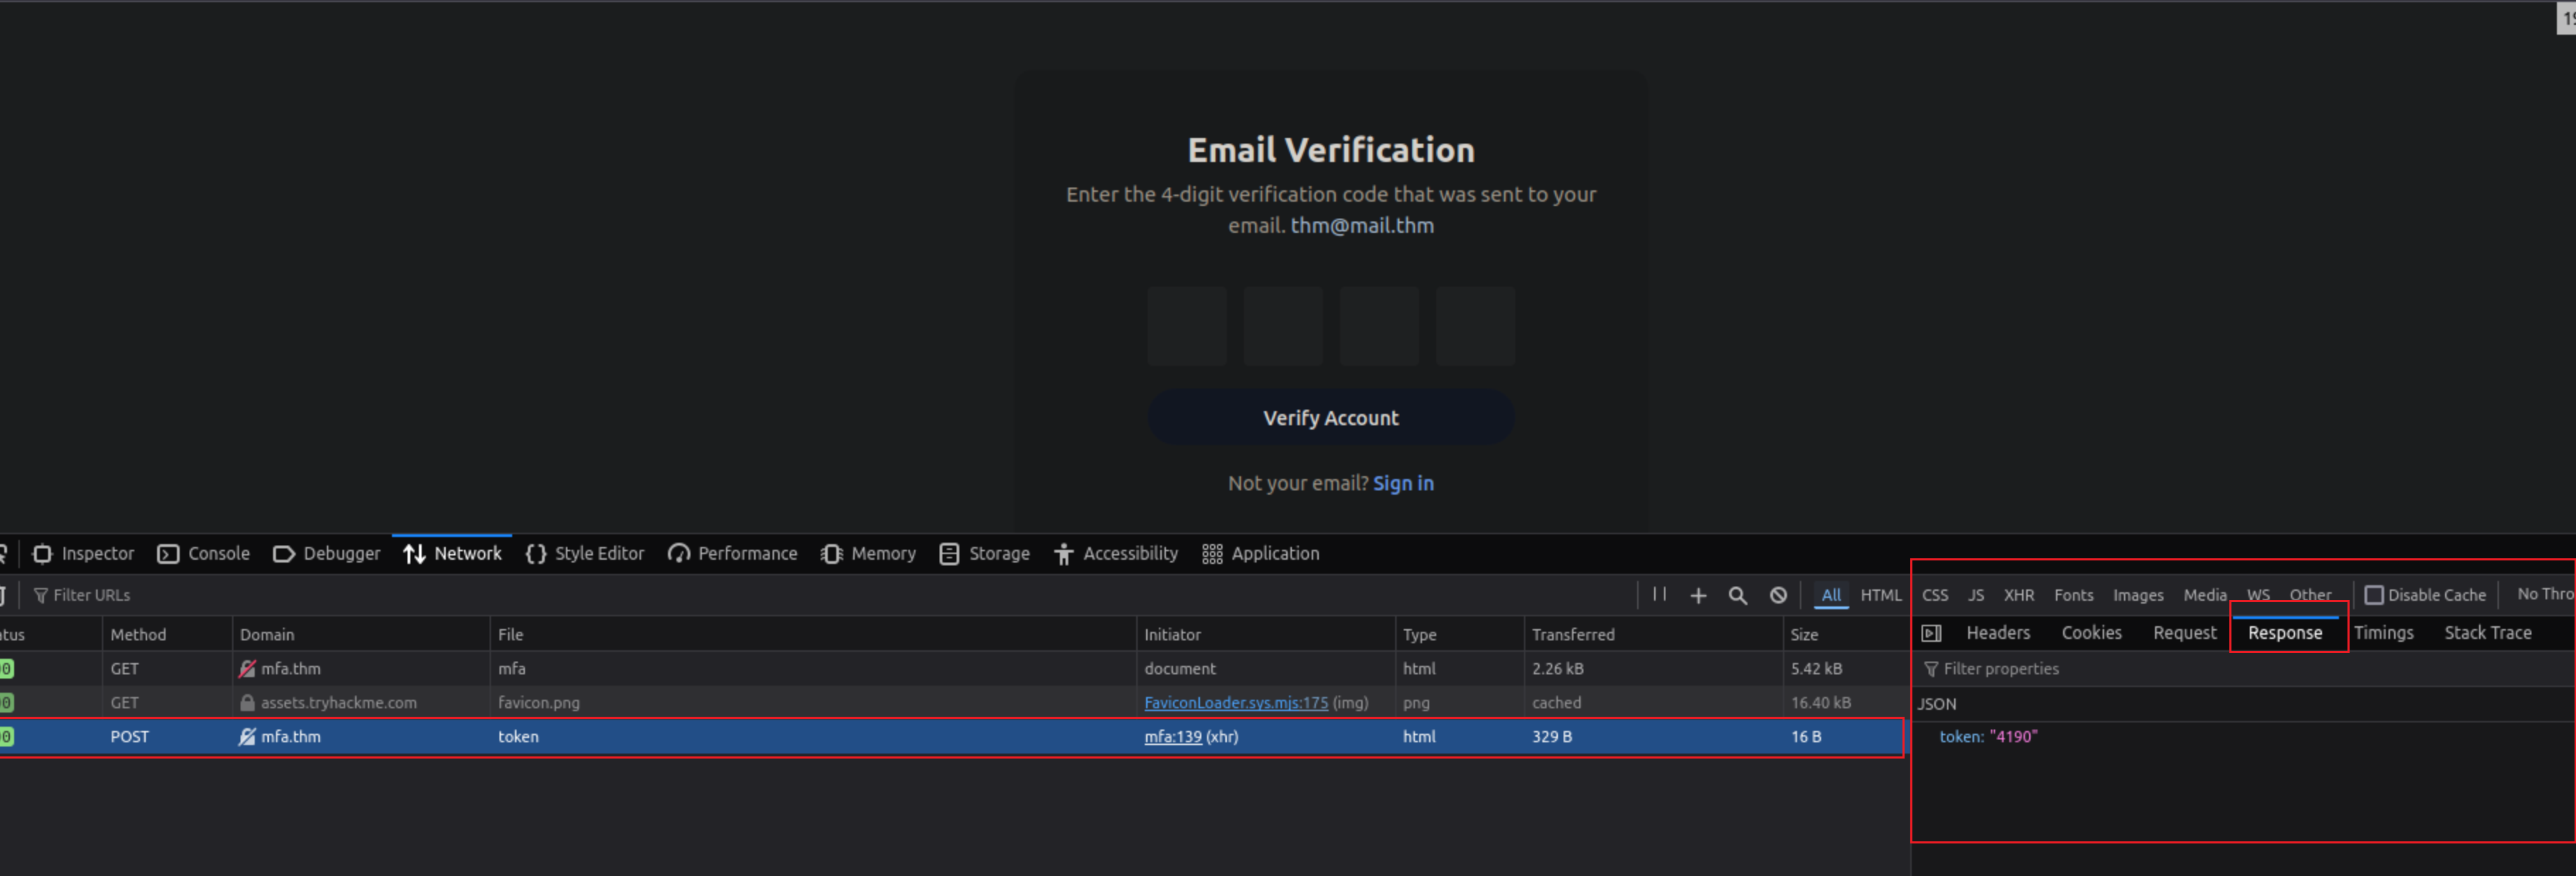 19
Email Verification
Enter the 4-digit verification code that was sent to your
email. thm@mail.thm
Verify Account
Not your email? Sign in
Inspector Console Debugger Network Style Editor Performance Memory Storage Accessibility Application
Filter URLs All HTML CSS JS XHR Fonts Images Media WS Other Disable Cache No Thro
atus Method Domain File Initiator Type Transferred Size
Headers Cookies Request Response Timings Stack Trace
0 GET mfa.thm mfa document html 2.26 kB 5.42 kB
Filter properties
0 GET assets.tryhackme.com favicon.png FaviconLoader.sys.mjs:175 (img) png cached 16.40 kB
JSON
0 POST mfa.thm token mfa:139 (xhr) html 329 B 16 B
token: "4190"